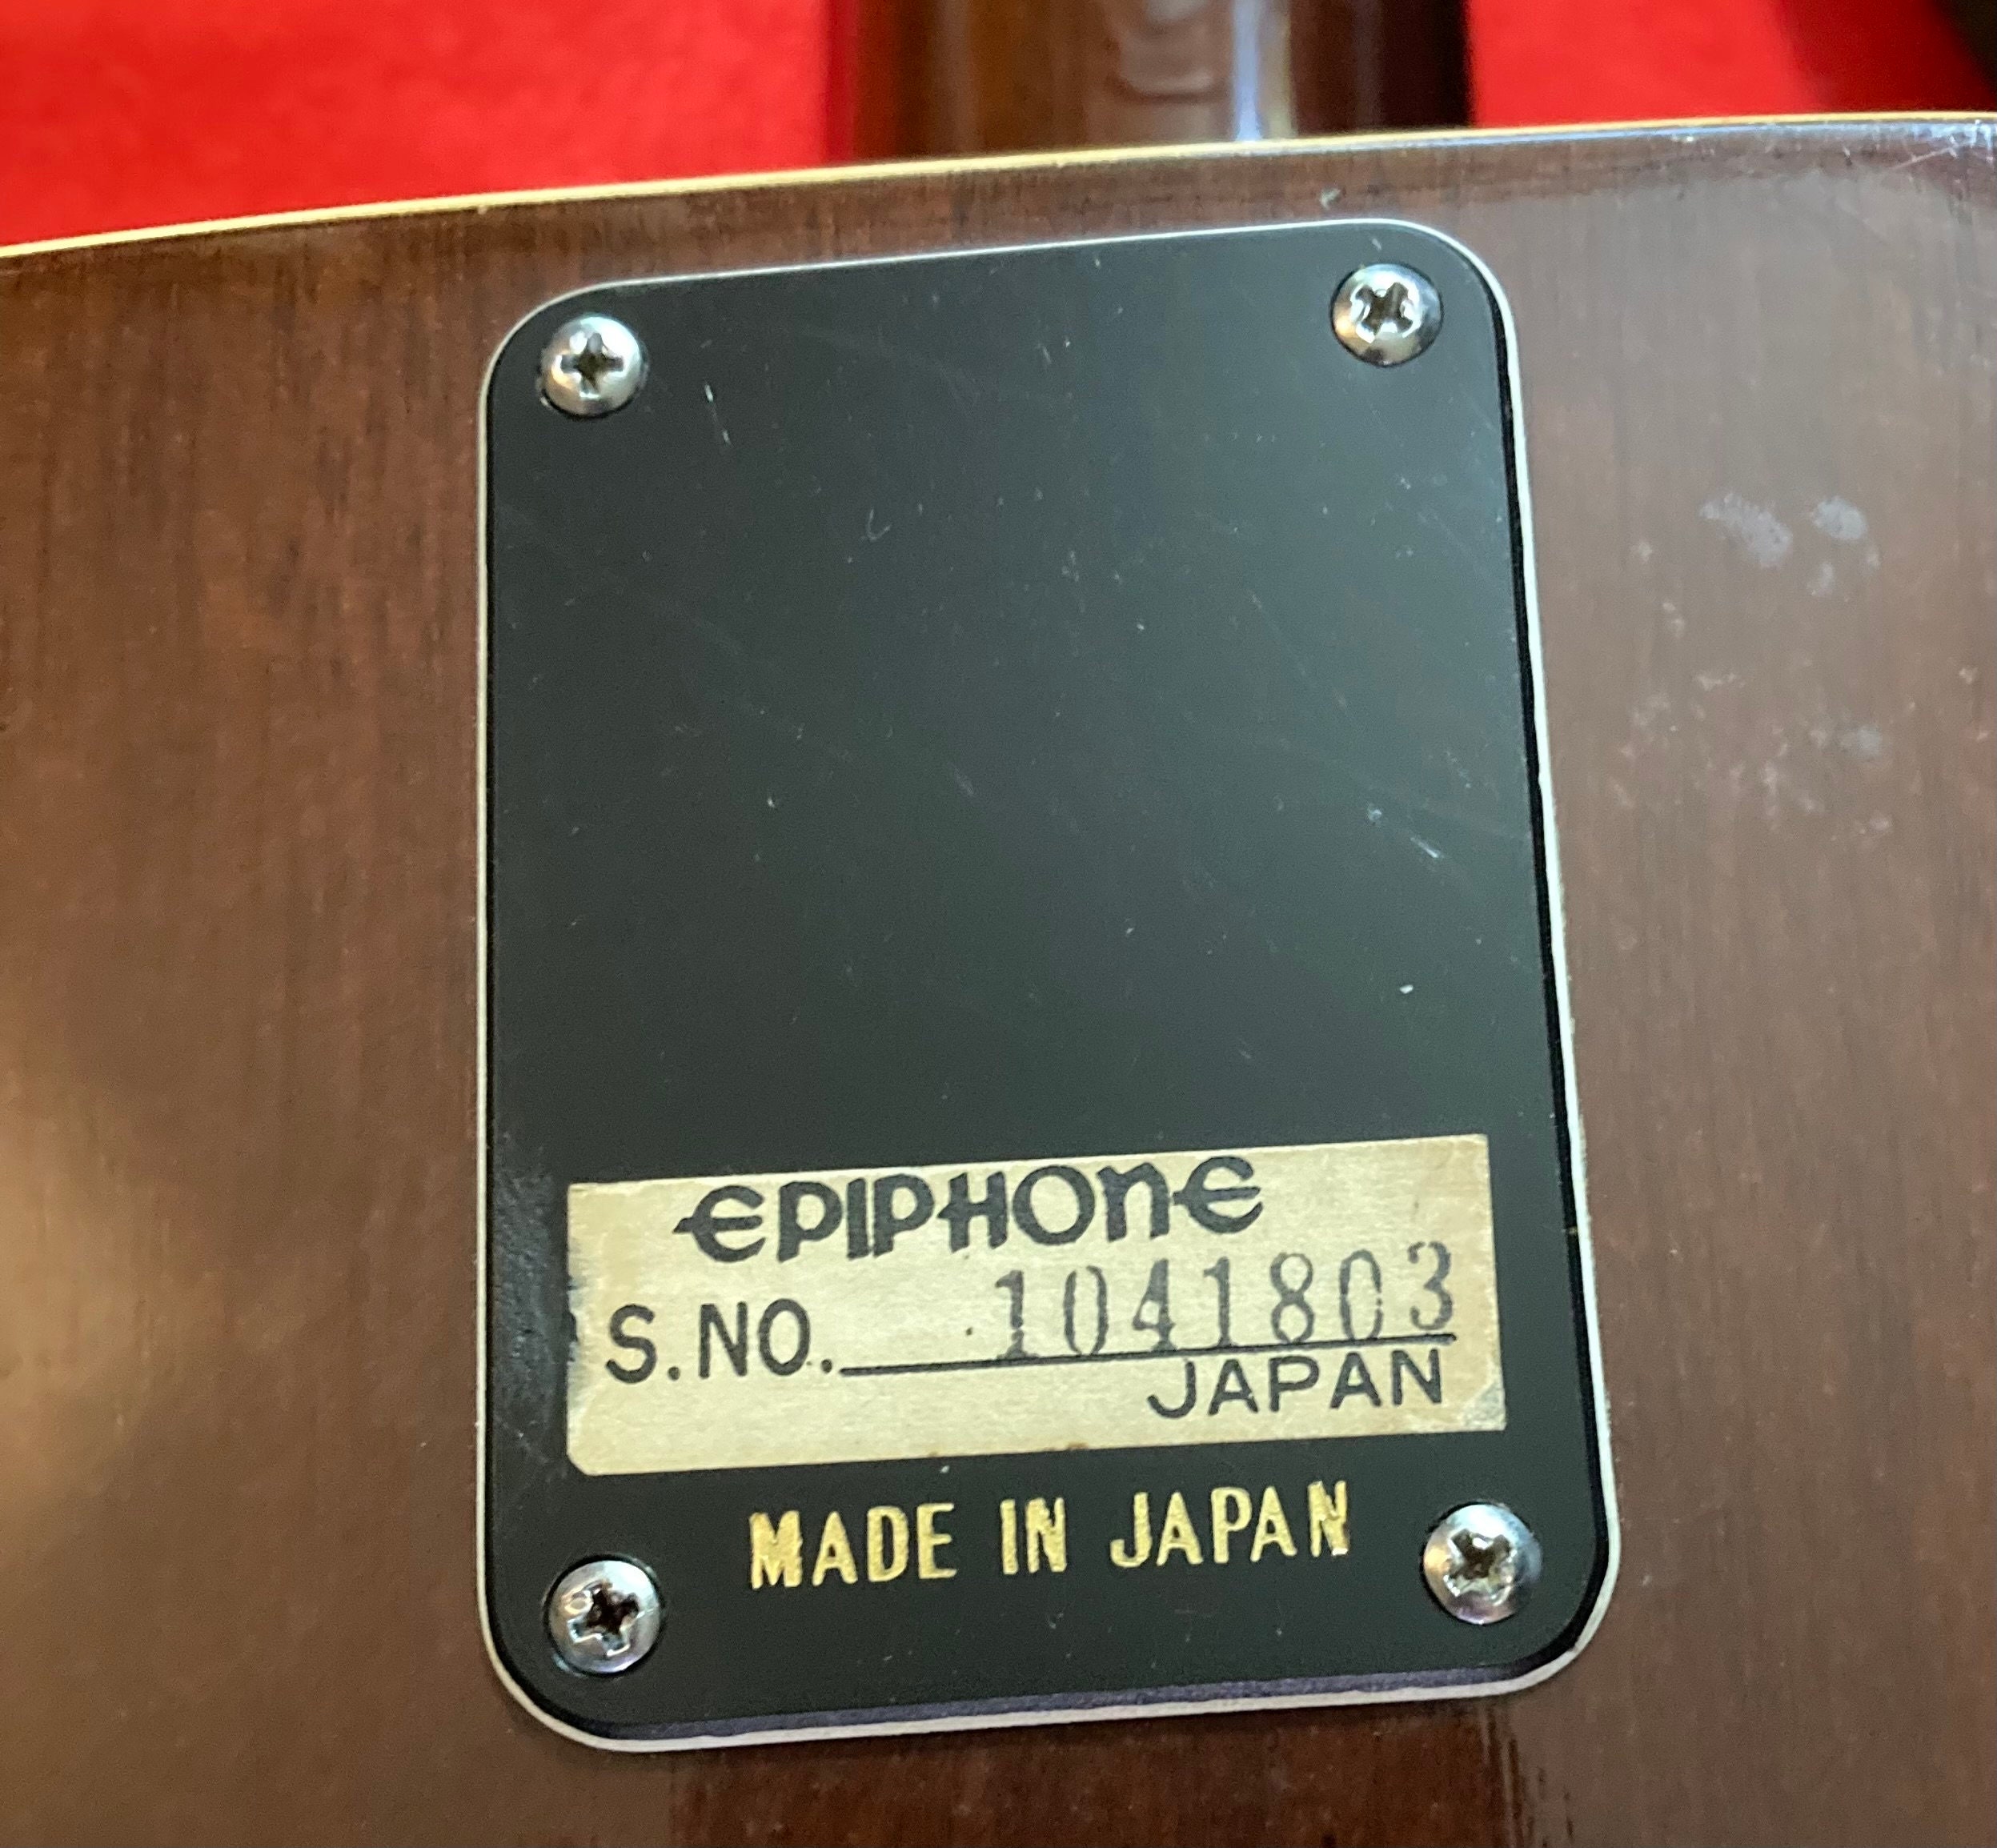 EPIPHONE
S.NO. 1041803
JAPAN
MADE IN JAPAN